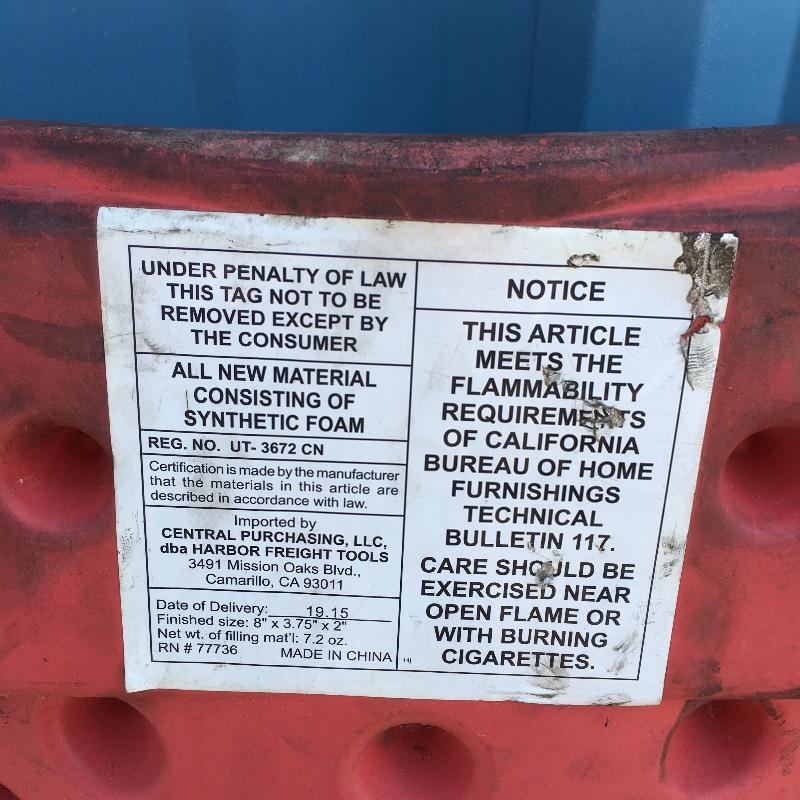 UNDER PENALTY OF LAW
THIS TAG NOT TO BE
REMOVED EXCEPT BY
THE CONSUMER
ALL NEW MATERIAL
CONSISTING OF
SYNTHETIC FOAM
REG. NO. UT- 3672 CN
Certification is made by the manufacturer
that the materials in this article are
described in accordance with law.
Imported by
CENTRAL PURCHASING, LLC,
dba HARBOR FREIGHT TOOLS
3491 Mission Oaks Blvd.,
Camarillo, CA 93011
Date of Delivery: 19.15
Finished size: 8" x 3.75" x 2"
Net wt. of filling mat'l: 7.2 oz.
RN # 77736 MADE IN CHINA
NOTICE
THIS ARTICLE
MEETS THE
FLAMMABILITY
REQUIREMENTS
OF CALIFORNIA
BUREAU OF HOME
FURNISHINGS
TECHNICAL
BULLETIN 117.
CARE SHOULD BE
EXERCISED NEAR
OPEN FLAME OR
WITH BURNING
CIGARETTES.